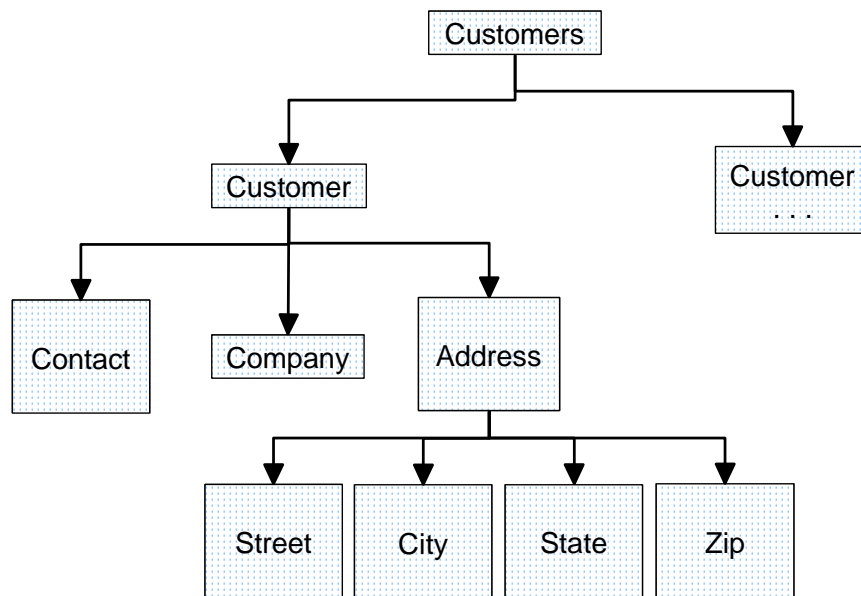 Customers
Customer
Customer
. . .
Contact
Company
Address
Street
City
State
Zip